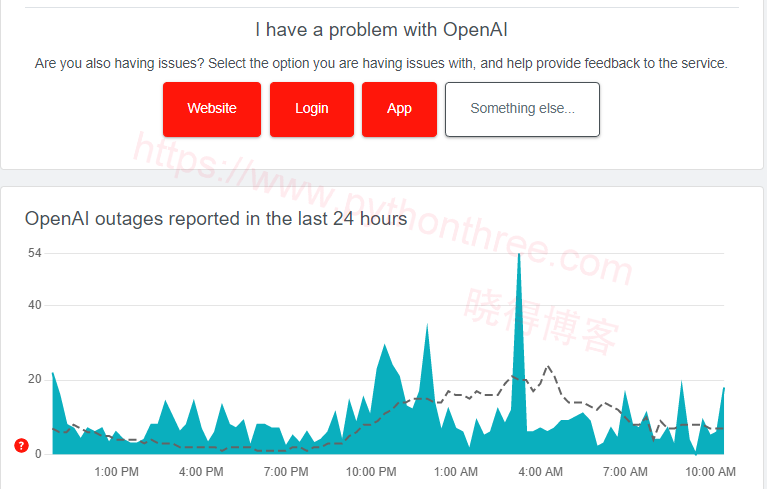 I have a problem with OpenAI
Are you also having issues? Select the option you are having issues with, and help provide feedback to the service.
Website Login App Something else...
https://www.pythonthree.com
晓得博客
OpenAI outages reported in the last 24 hours
54
40
20
?
0
1:00 PM 4:00 PM 7:00 PM 10:00 PM 1:00 AM 4:00 AM 7:00 AM 10:00 AM